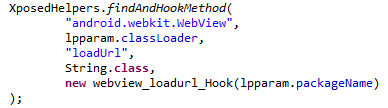 XposedHelpers.findAndHookMethod(
"android.webkit.WebView",
lpparam.classLoader,
"loadUrl",
String.class,
new webview_loadurl_Hook(lpparam.packageName)
);